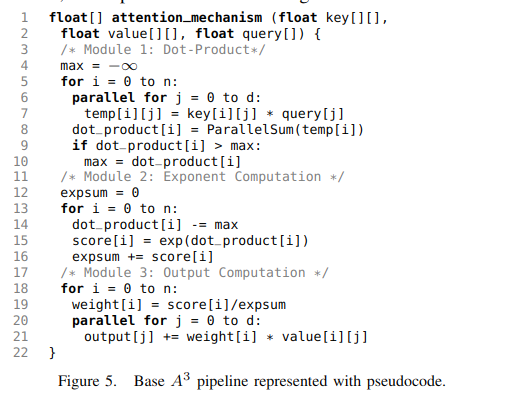 1 float[] attention_mechanism (float key[][],
2 float value[][], float query[]) {
3 /* Module 1: Dot-Product*/
4 max = −∞
5 for i = 0 to n:
6 parallel for j = 0 to d:
7 temp[i][j] = key[i][j] * query[j]
8 dot_product[i] = ParallelSum(temp[i])
9 if dot_product[i] > max:
10 max = dot_product[i]
11 /* Module 2: Exponent Computation */
12 expsum = 0
13 for i = 0 to n:
14 dot_product[i] -= max
15 score[i] = exp(dot_product[i])
16 expsum += score[i]
17 /* Module 3: Output Computation */
18 for i = 0 to n:
19 weight[i] = score[i]/expsum
20 parallel for j = 0 to d:
21 output[j] += weight[i] * value[i][j]
22 }
Figure 5. Base A³ pipeline represented with pseudocode.